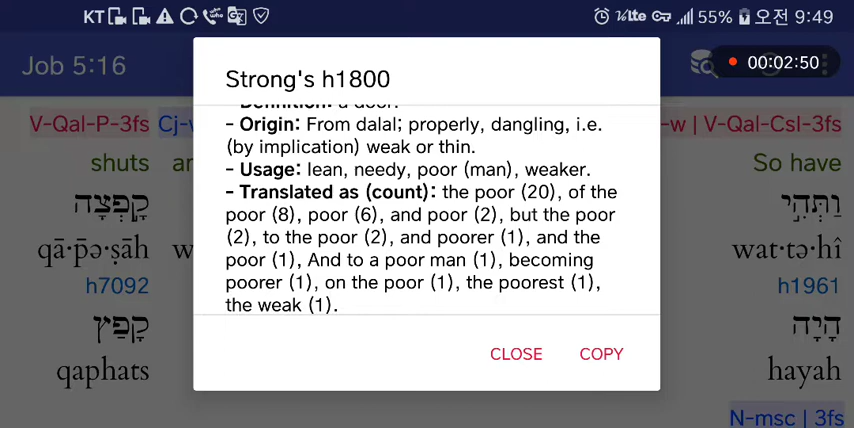 KT 55% 오전 9:49
Job 5:16
00:02:50
Strong's h1800
- Definition: a door.
- Origin: From dalal; properly, dangling, i.e.
(by implication) weak or thin.
- Usage: lean, needy, poor (man), weaker.
- Translated as (count): the poor (20), of the
poor (8), poor (6), and poor (2), but the poor
(2), to the poor (2), and poorer (1), and the
poor (1), And to a poor man (1), becoming
poorer (1), on the poor (1), the poorest (1),
the weak (1).
CLOSE COPY
V-Qal-P-3fs
shuts
קָ֣פְצָה
qā·p̄ə·ṣāh
h7092
קָפַץ
qaphats
-w | V-Qal-CsI-3fs
So have
וַתְּהִ֣י
wat·tə·hî
h1961
הָיָה
hayah
N-msc | 3fs